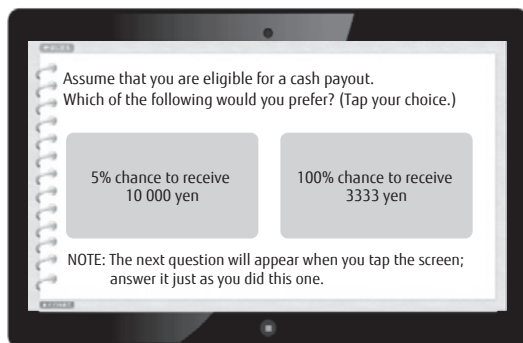 Assume that you are eligible for a cash payout.
Which of the following would you prefer? (Tap your choice.)
5% chance to receive
10 000 yen
100% chance to receive
3333 yen
NOTE: The next question will appear when you tap the screen;
answer it just as you did this one.